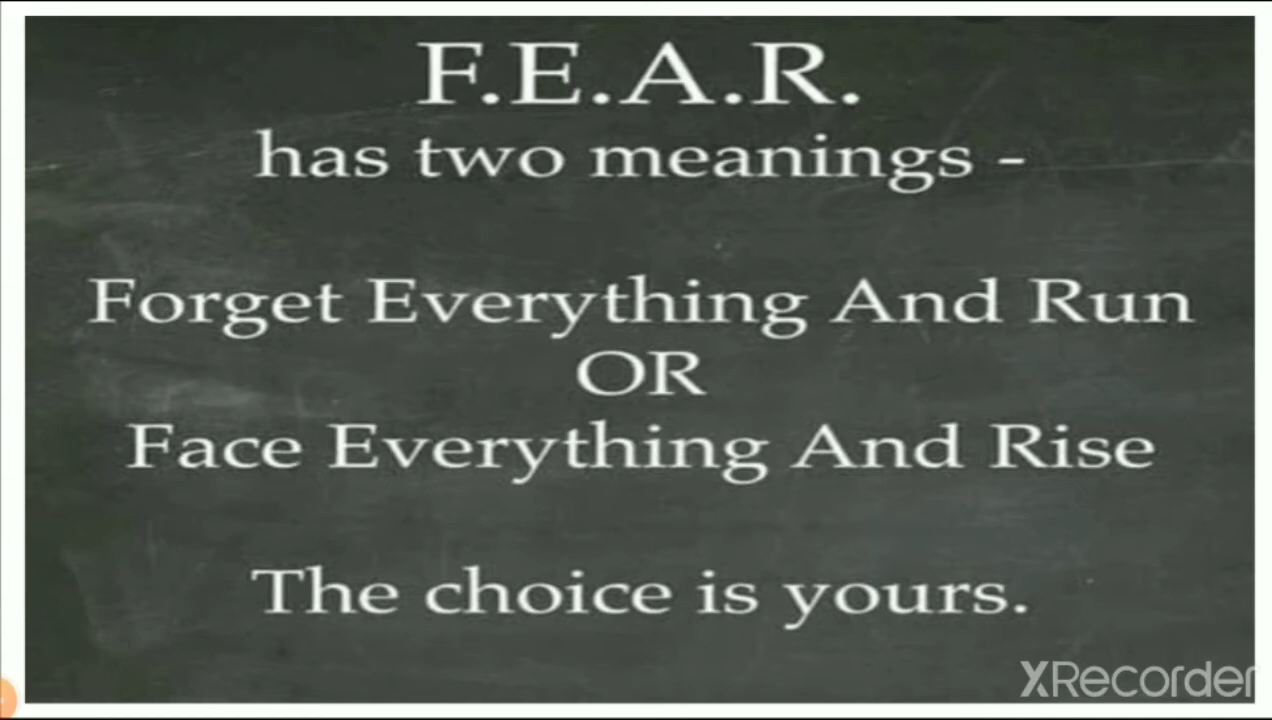 F.E.A.R.
has two meanings -
Forget Everything And Run
OR
Face Everything And Rise
The choice is yours.
XRecorder